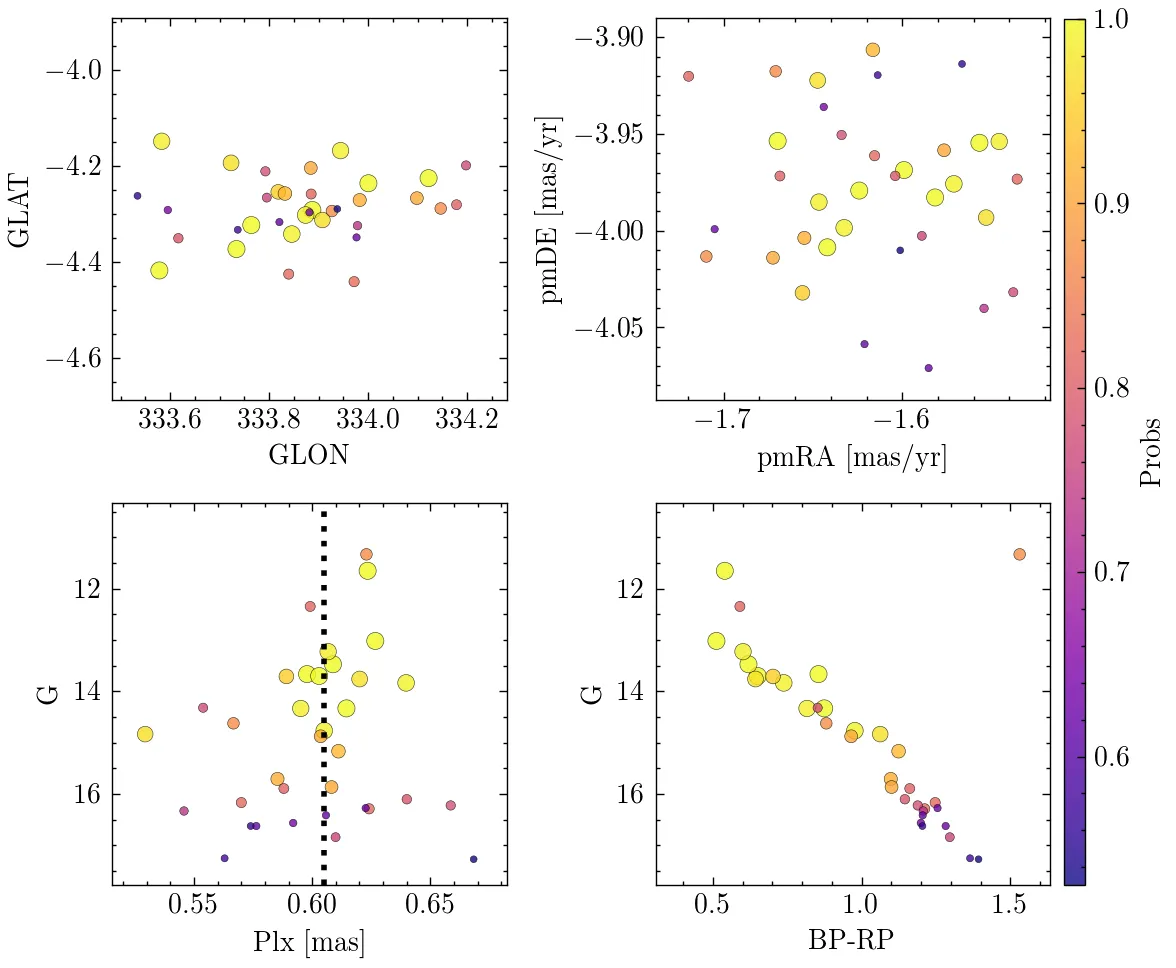 −4.0
−4.2
−4.4
−4.6
GLAT
333.6 333.8 334.0 334.2
GLON
−3.90
−3.95
−4.00
−4.05
pmDE [mas/yr]
−1.7 −1.6
pmRA [mas/yr]
12
14
16
G
0.55 0.60 0.65
Plx [mas]
12
14
16
G
0.5 1.0 1.5
BP-RP
1.0
0.9
0.8
0.7
0.6
Probs